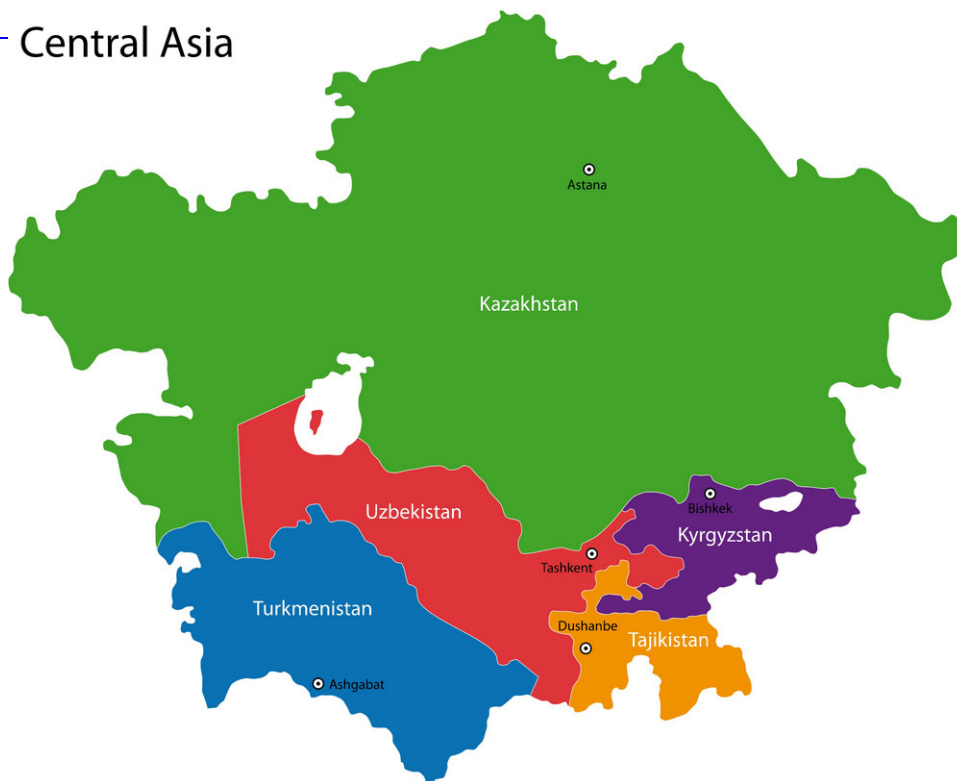 Central Asia
Astana
Kazakhstan
Uzbekistan
Bishkek
Kyrgyzstan
Tashkent
Turkmenistan
Dushanbe
Tajikistan
Ashgabat